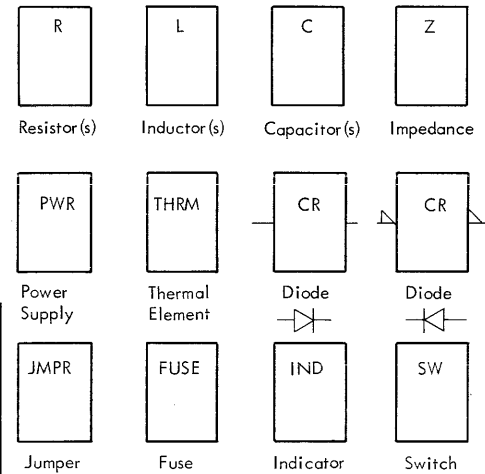 R L C Z
Resistor(s) Inductor(s) Capacitor(s) Impedance
PWR THRM CR CR
Power Thermal Diode Diode
Supply Element
JMPR FUSE IND SW
Jumper Fuse Indicator Switch